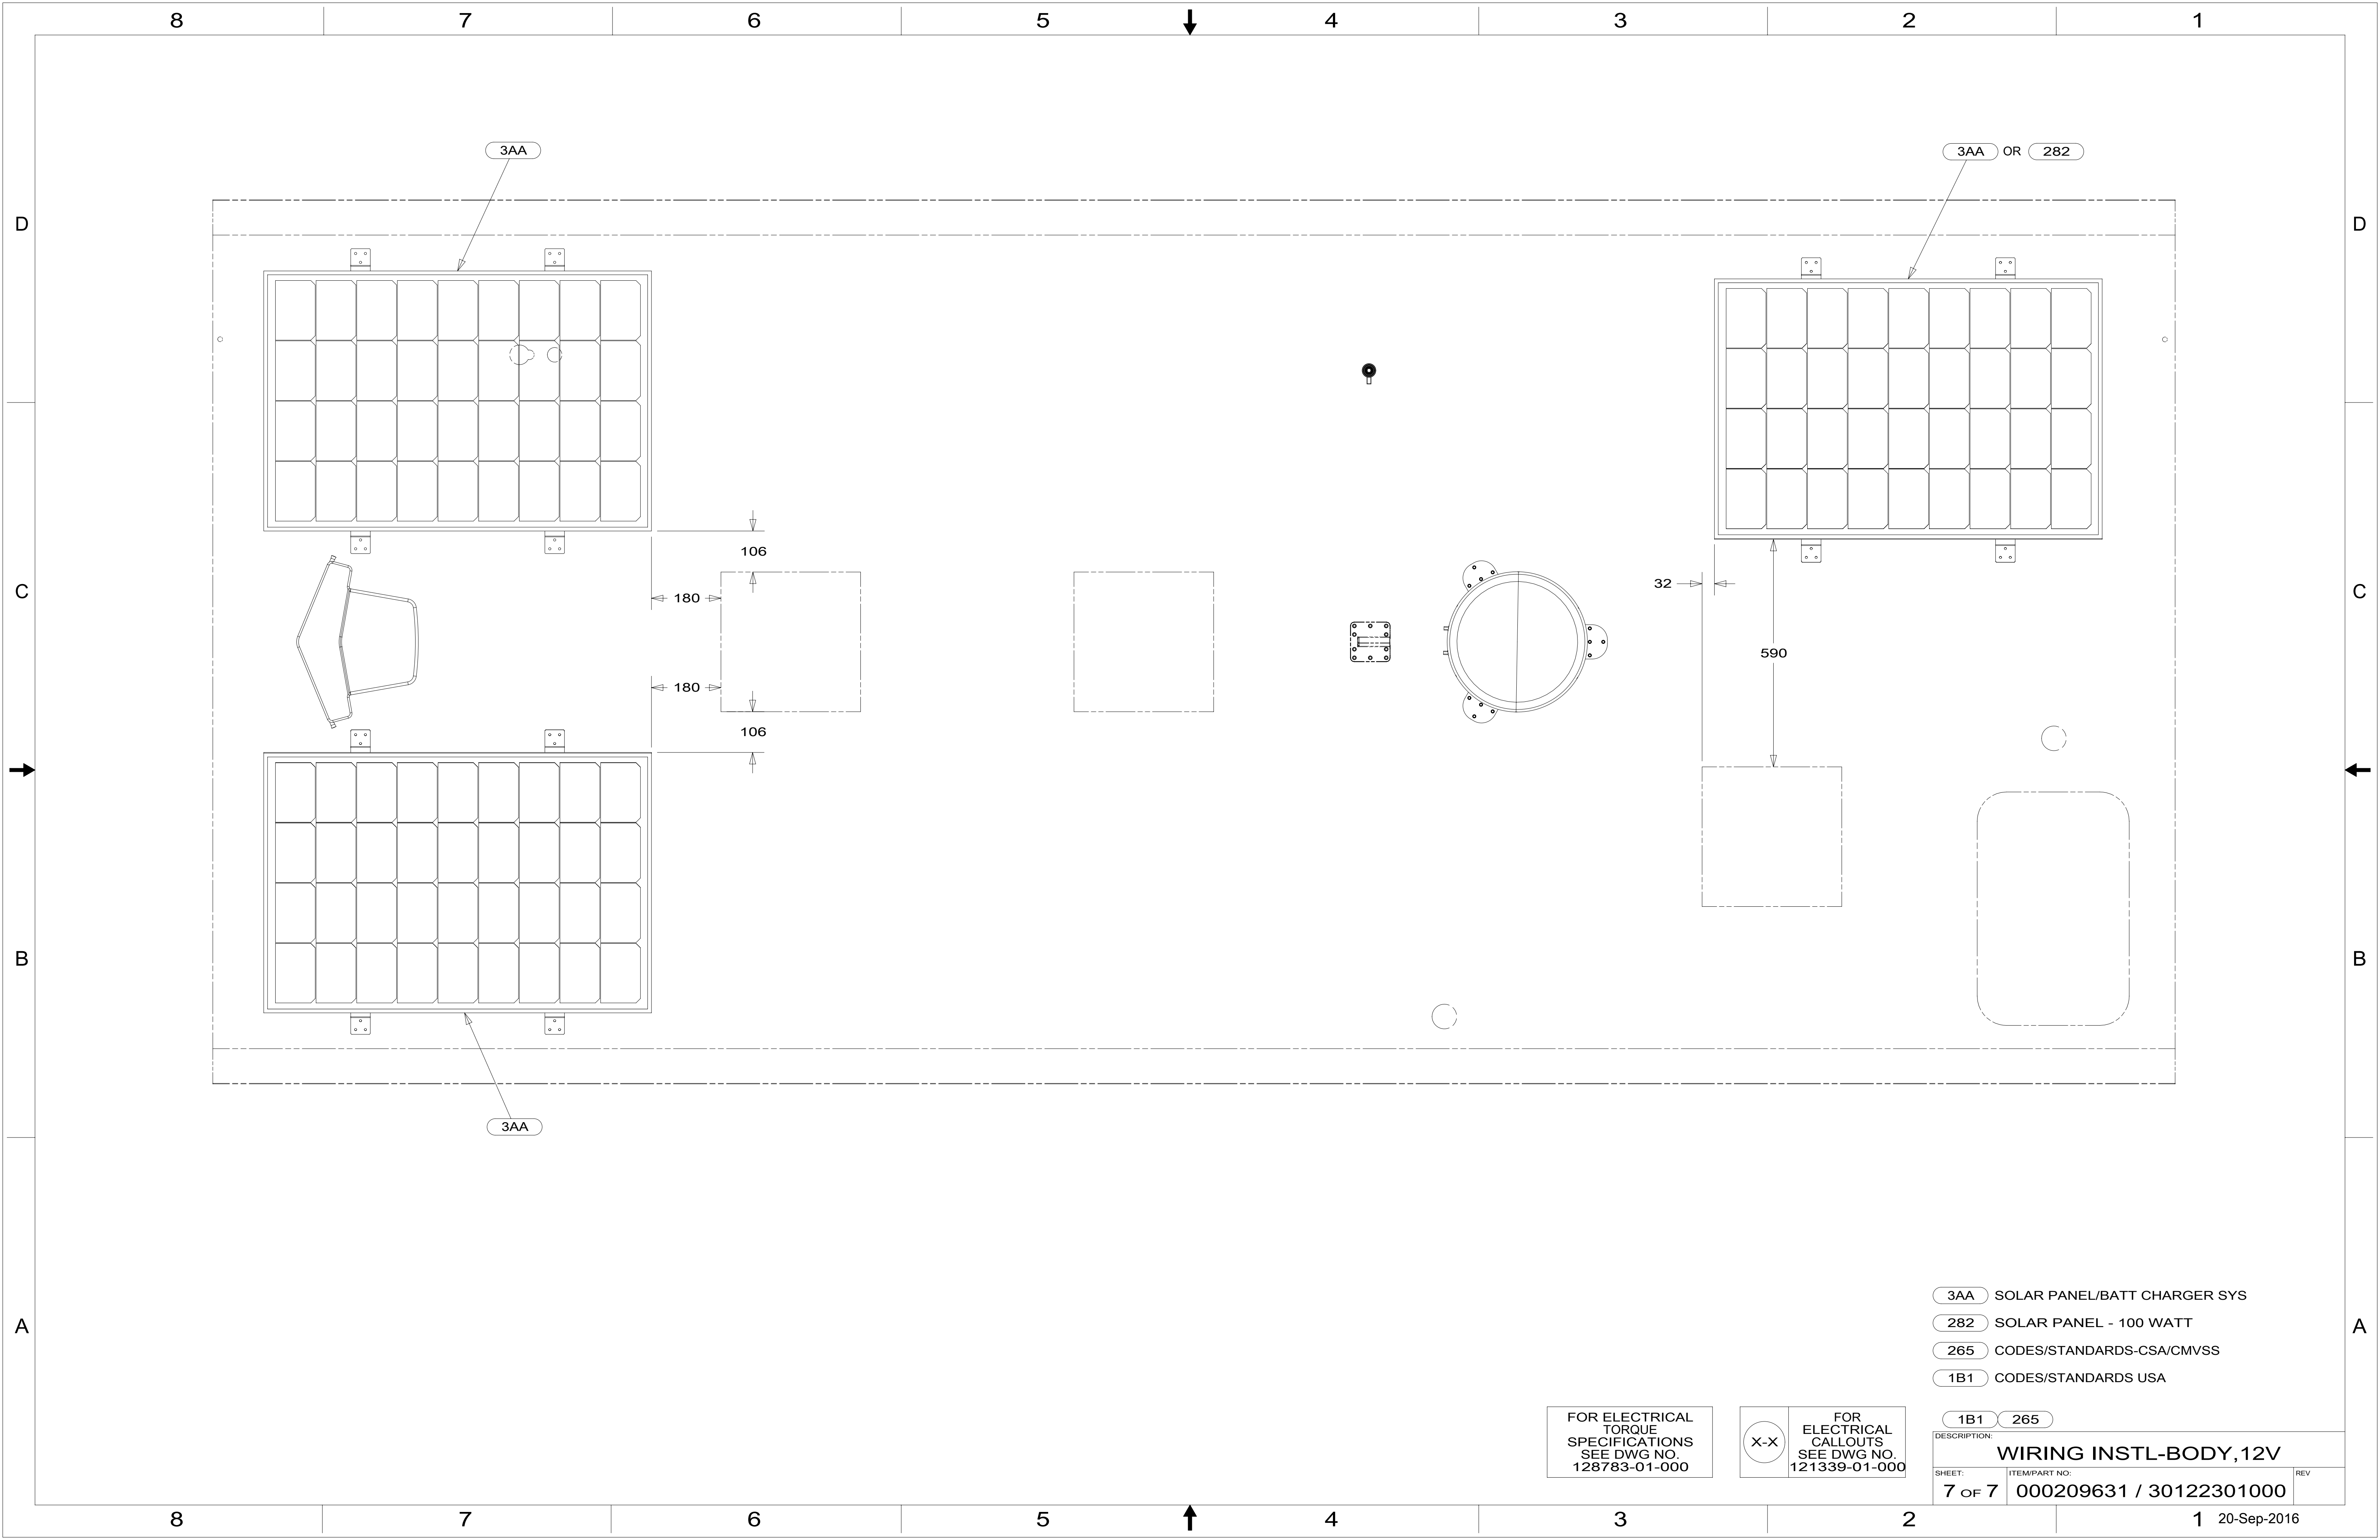 8 7 6 5 4 3 2 1
3AA
3AA OR 282
D D
106
C C
180
32
590
180
106
B B
3AA
3AA SOLAR PANEL/BATT CHARGER SYS
282 SOLAR PANEL - 100 WATT
A A
265 CODES/STANDARDS-CSA/CMVSS
1B1 CODES/STANDARDS USA
FOR ELECTRICAL
TORQUE
SPECIFICATIONS
SEE DWG NO.
128783-01-000
X-X
FOR
ELECTRICAL
CALLOUTS
SEE DWG NO.
121339-01-000
1B1 265
DESCRIPTION:
WIRING INSTL-BODY,12V
SHEET:
7 OF 7
ITEM/PART NO:
000209631 / 30122301000
REV
8 7 6 5 4 3 2 1
20-Sep-2016